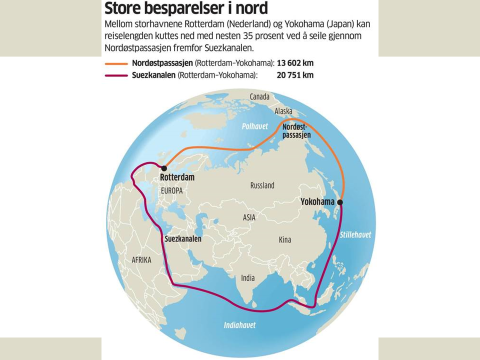 Store besparelser i nord
Mellom storhavnene Rotterdam (Nederland) og Yokohama (Japan) kan
reiselengden kuttes ned med nesten 35 prosent ved å seile gjennom
Nordøstpassasjen fremfor Suezkanalen.
Nordøstpassasjen (Rotterdam-Yokohama): 13 602 km
Suezkanalen (Rotterdam-Yokohama): 20 751 km
Canada
Alaska
Polhavet
Nordøst-
passasjen
Rotterdam
EUROPA
Russland
Yokohama
ASIA
Stillehavet
Suezkanalen
Kina
AFRIKA
India
Indiahavet